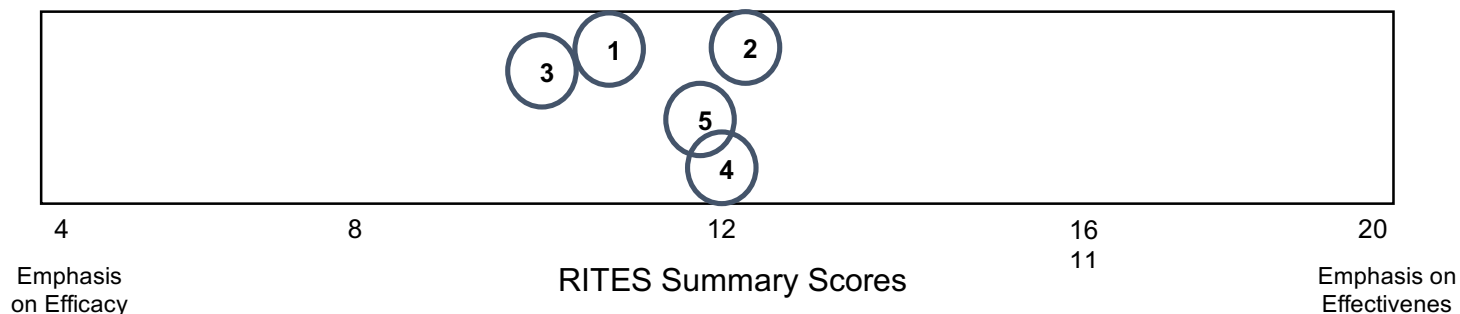 1
2
3
5
4
4 8 12 16 20
11
Emphasis
on Efficacy
RITES Summary Scores
Emphasis on
Effectivenes